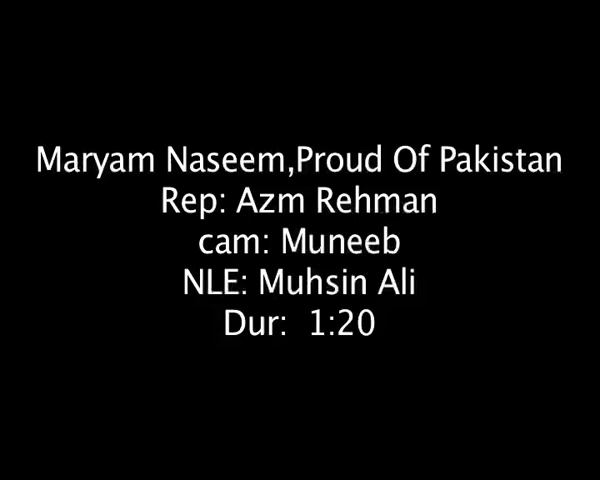 Maryam Naseem,Proud Of Pakistan
Rep: Azm Rehman
cam: Muneeb
NLE: Muhsin Ali
Dur:  1:20